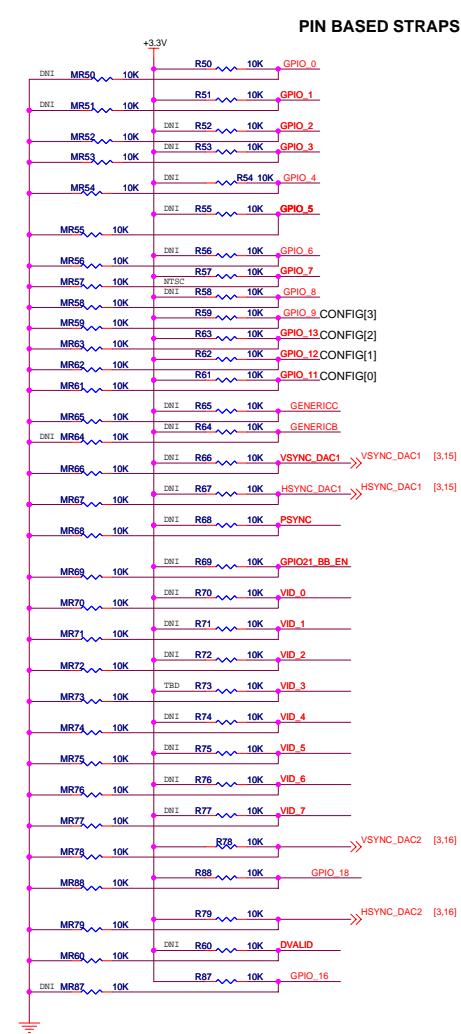 PIN BASED STRAPS
+3.3V
R50 10K GPIO_0
DNI MR50 10K
R51 10K GPIO_1
DNI MR51 10K
DNI R52 10K GPIO_2
MR52 10K
DNI R53 10K GPIO_3
MR53 10K
DNI R54 10K GPIO_4
MR54 10K
DNI R55 10K GPIO_5
MR55 10K
DNI R56 10K GPIO_6
MR56 10K
R57 10K GPIO_7
MR57 10K NTSC
DNI R58 10K GPIO_8
MR58 10K
R59 10K GPIO_9 CONFIG[3]
MR59 10K
R63 10K GPIO_13 CONFIG[2]
MR63 10K
R62 10K GPIO_12 CONFIG[1]
MR62 10K
R61 10K GPIO_11 CONFIG[0]
MR61 10K
DNI R65 10K GENERICC
MR65 10K
DNI R64 10K GENERICB
DNI MR64 10K
DNI R66 10K VSYNC_DAC1 VSYNC_DAC1 [3,15]
MR66 10K
DNI R67 10K HSYNC_DAC1 HSYNC_DAC1 [3,15]
MR67 10K
DNI R68 10K PSYNC
MR68 10K
DNI R69 10K GPIO21_BB_EN
MR69 10K
DNI R70 10K VID_0
MR70 10K
DNI R71 10K VID_1
MR71 10K
DNI R72 10K VID_2
MR72 10K
TBD R73 10K VID_3
MR73 10K
DNI R74 10K VID_4
MR74 10K
DNI R75 10K VID_5
MR75 10K
DNI R76 10K VID_6
MR76 10K
DNI R77 10K VID_7
MR77 10K
R78 10K VSYNC_DAC2 [3,16]
MR78 10K
R88 10K GPIO_18
MR88 10K
R79 10K HSYNC_DAC2 [3,16]
MR79 10K
DNI R60 10K DVALID
MR60 10K
R87 10K GPIO_16
DNI MR87 10K